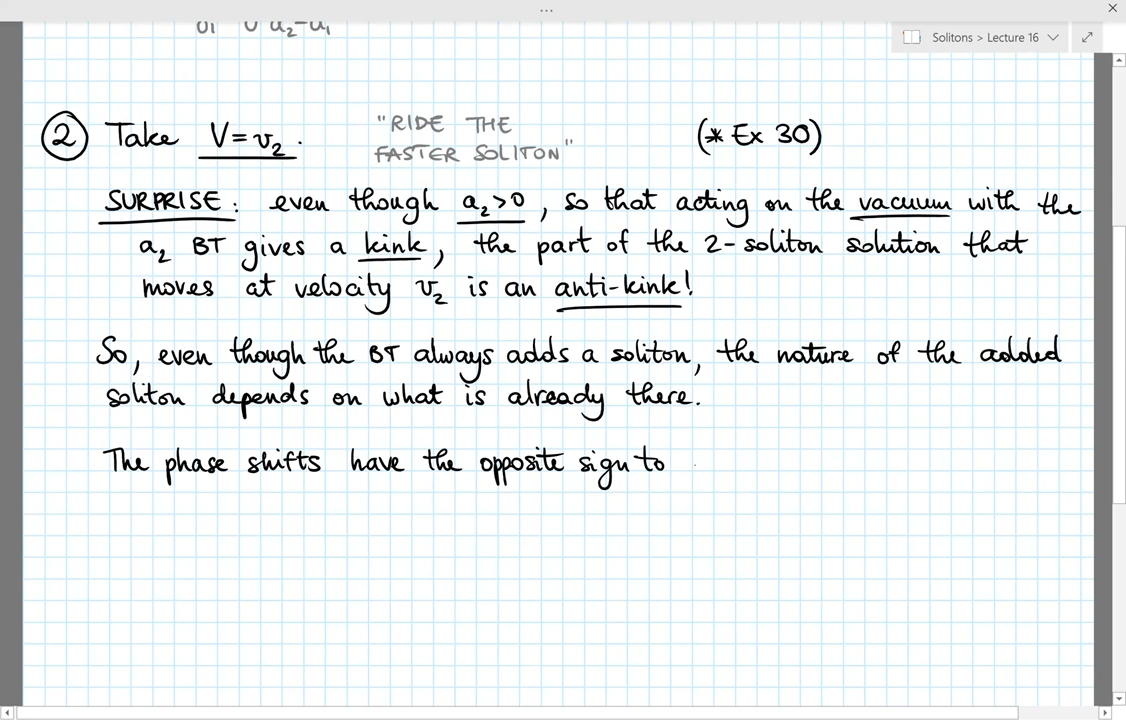 Solitons > Lecture 16
② Take V = v₂. "RIDE THE FASTER SOLITON" (* Ex 30)
SURPRISE: even though a₂>0, so that acting on the vacuum with the
a₂ BT gives a kink, the part of the 2-soliton solution that
moves at velocity v₂ is an anti-kink!
So, even though the BT always adds a soliton, the nature of the added
soliton depends on what is already there.
The phase shifts have the opposite sign to